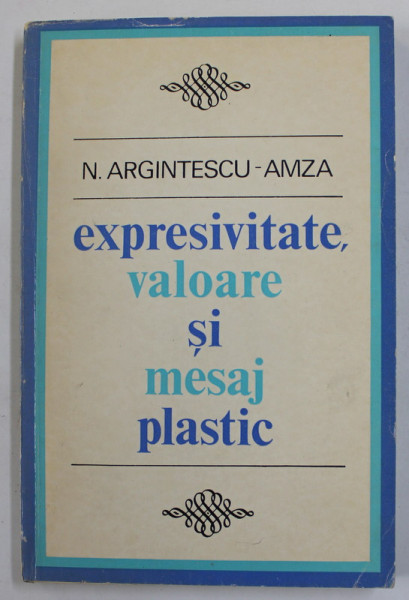 N. ARGINTESCU-AMZA
expresivitate,
valoare
și
mesaj
plastic